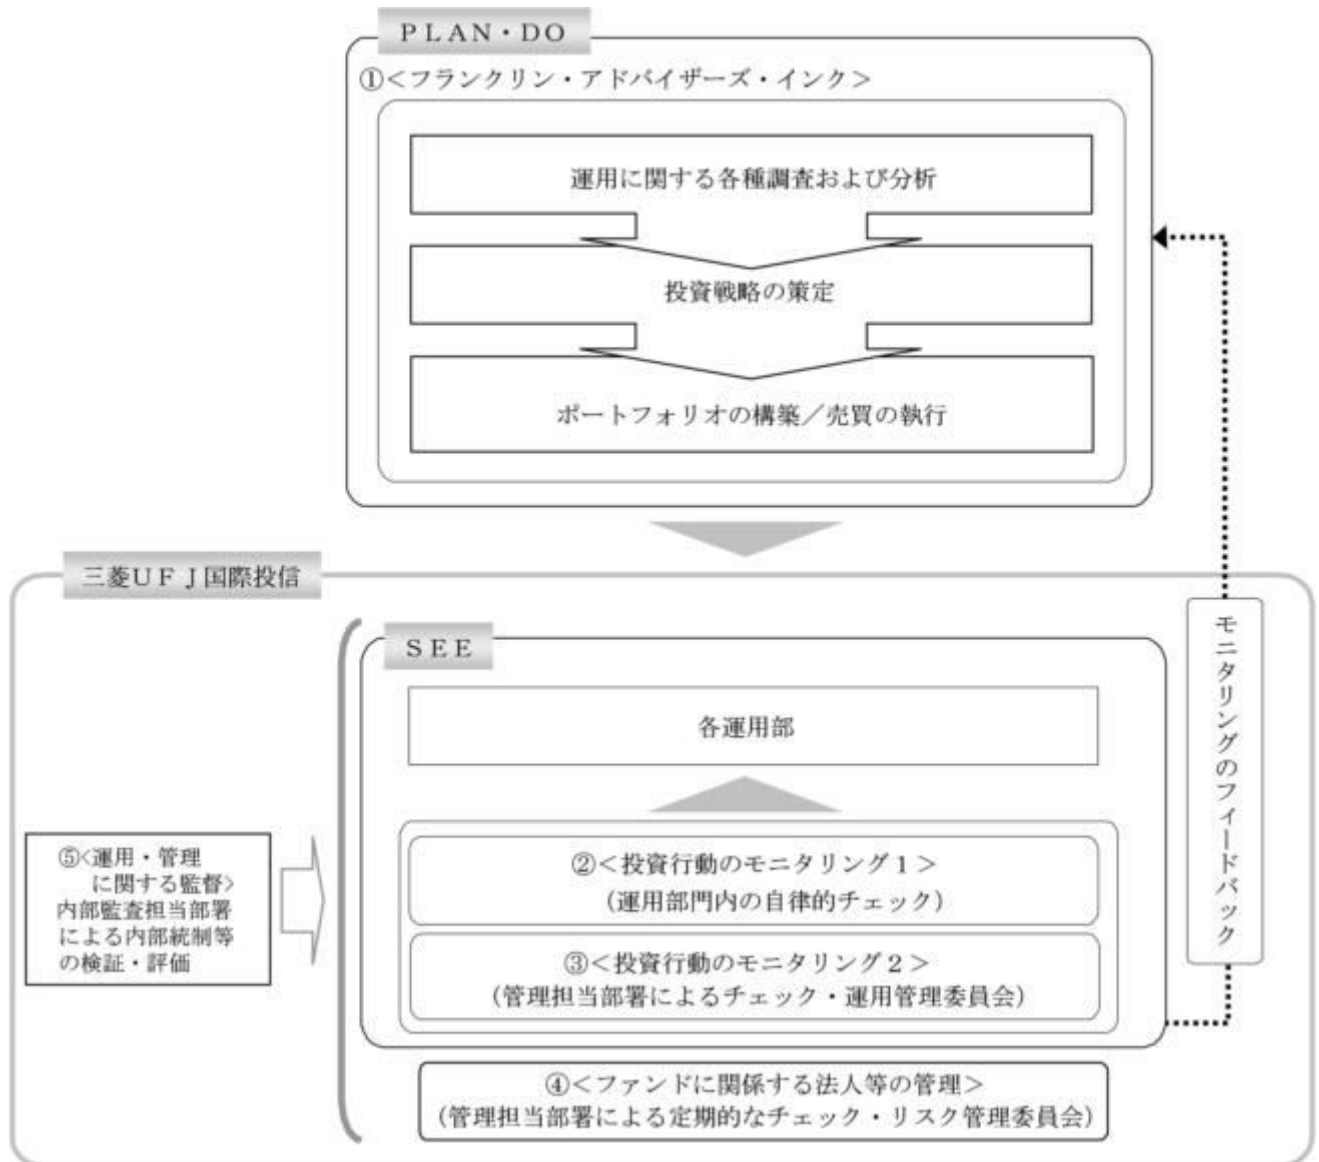 ＰＬＡＮ・ＤＯ
①＜フランクリン・アドバイザーズ・インク＞
運用に関する各種調査および分析
投資戦略の策定
ポートフォリオの構築／売買の執行
三菱ＵＦＪ国際投信
ＳＥＥ
各運用部
②＜投資行動のモニタリング１＞
（運用部門内の自律的チェック）
③＜投資行動のモニタリング２＞
（管理担当部署によるチェック・運用管理委員会）
④＜ファンドに関係する法人等の管理＞
（管理担当部署による定期的なチェック・リスク管理委員会）
⑤<運用・管理
に関する監督>
内部監査担当部署
による内部統制等
の検証・評価
モニタリングのフィードバック